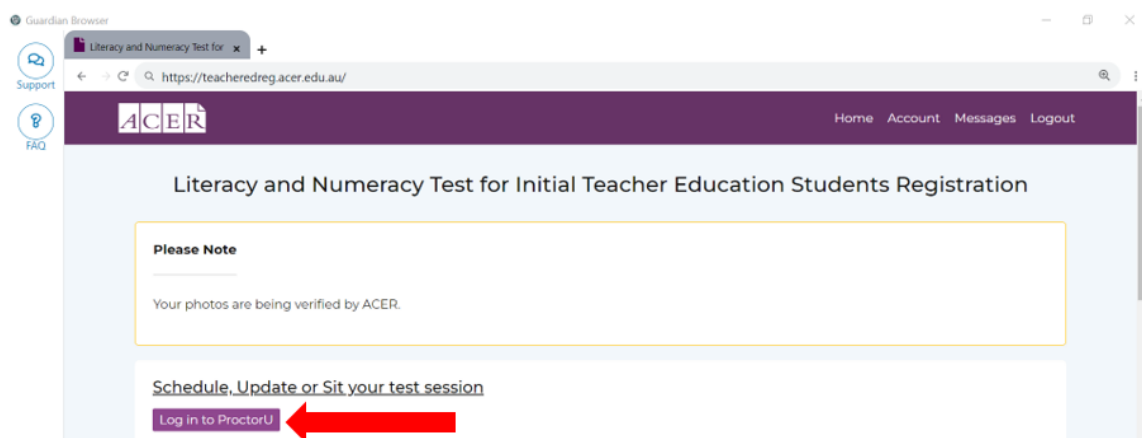 Guardian Browser
Literacy and Numeracy Test for x +
Support
https://teacheredreg.acer.edu.au/
FAQ
ACER
Home Account Messages Logout
Literacy and Numeracy Test for Initial Teacher Education Students Registration
Please Note
Your photos are being verified by ACER.
Schedule, Update or Sit your test session
Log in to ProctorU